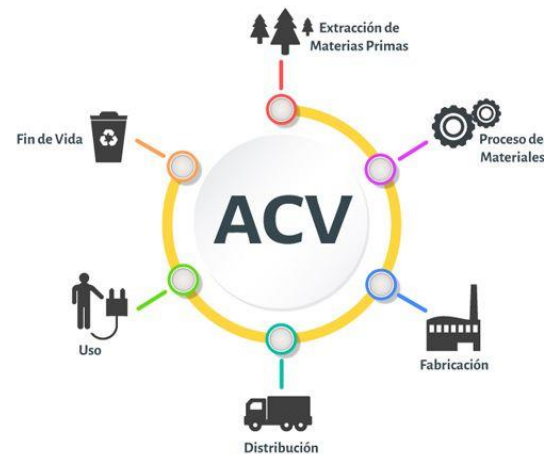 Extracción de
Materias Primas
Proceso de
Materiales
Fabricación
Distribución
Uso
Fin de Vida
ACV